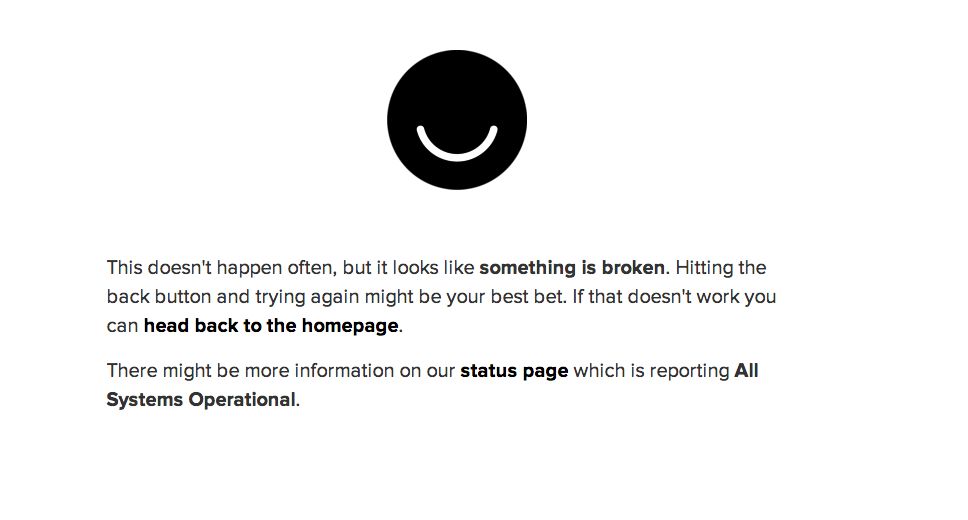 This doesn't happen often, but it looks like something is broken. Hitting the
back button and trying again might be your best bet. If that doesn't work you
can head back to the homepage.
There might be more information on our status page which is reporting All
Systems Operational.